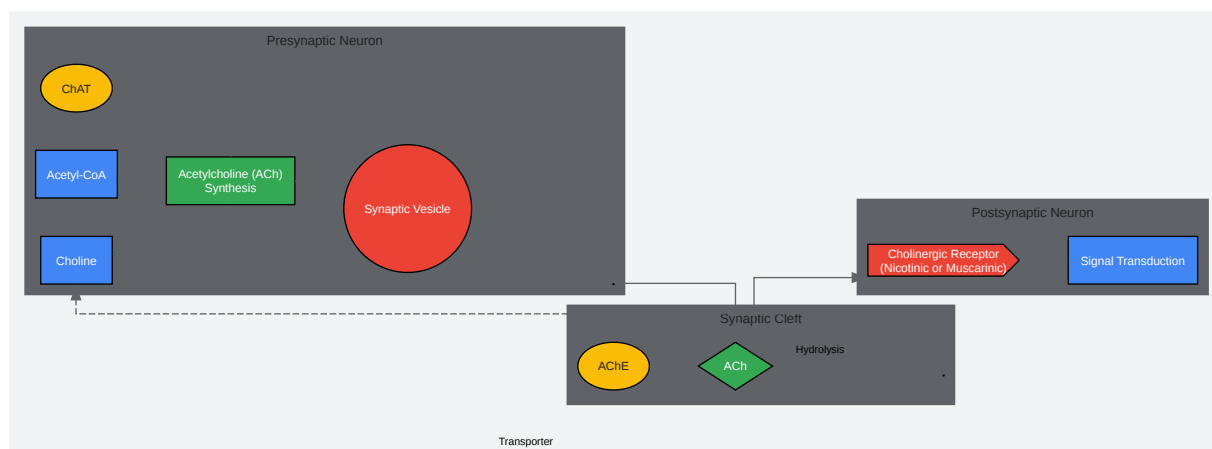 Presynaptic Neuron
ChAT
Acetyl-CoA
Acetylcholine (ACh)
Synthesis
Synaptic Vesicle
Choline
Postsynaptic Neuron
Cholinergic Receptor
(Nicotinic or Muscarinic)
Signal Transduction
Synaptic Cleft
Hydrolysis
AChE
ACh
Transporter